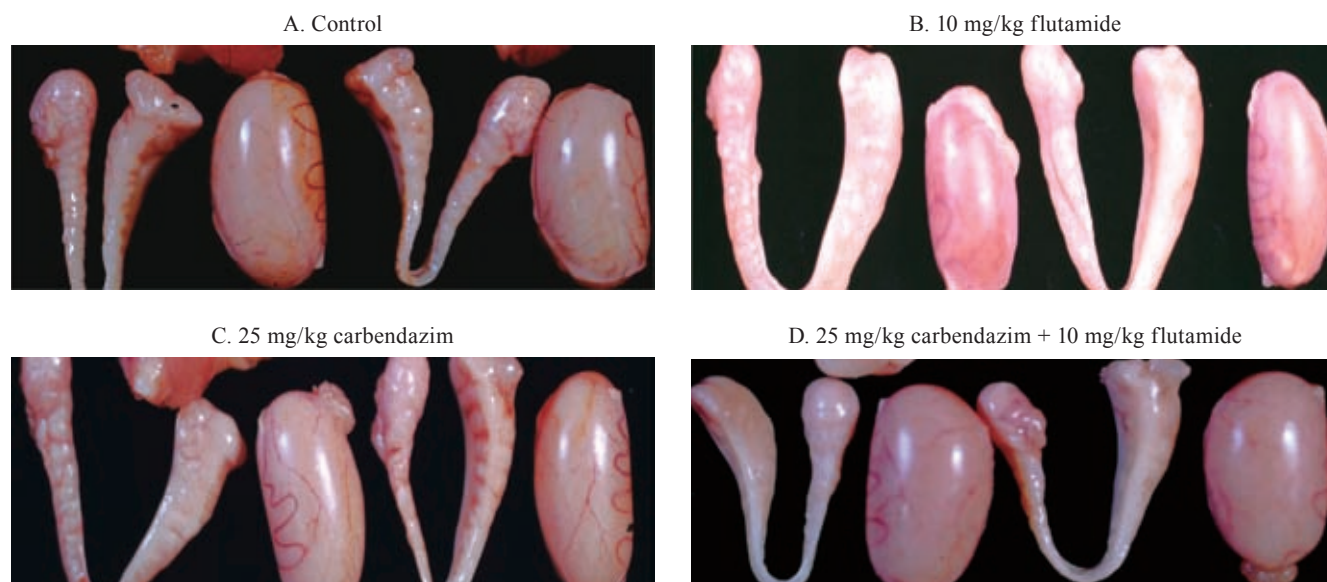 A. Control
B. 10 mg/kg flutamide
C. 25 mg/kg carbendazim
D. 25 mg/kg carbendazim + 10 mg/kg flutamide